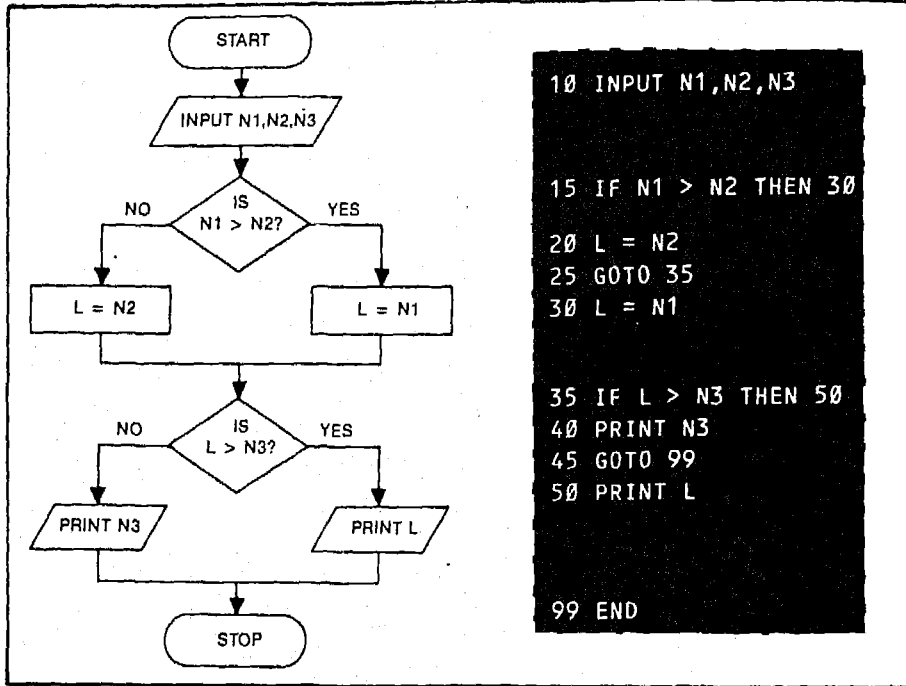 START
INPUT N1,N2,N3
IS
N1 > N2?
NO
YES
L = N2
L = N1
IS
L > N3?
NO
YES
PRINT N3
PRINT L
STOP
10 INPUT N1,N2,N3
15 IF N1 > N2 THEN 30
20 L = N2
25 GOTO 35
30 L = N1
35 IF L > N3 THEN 50
40 PRINT N3
45 GOTO 99
50 PRINT L
99 END